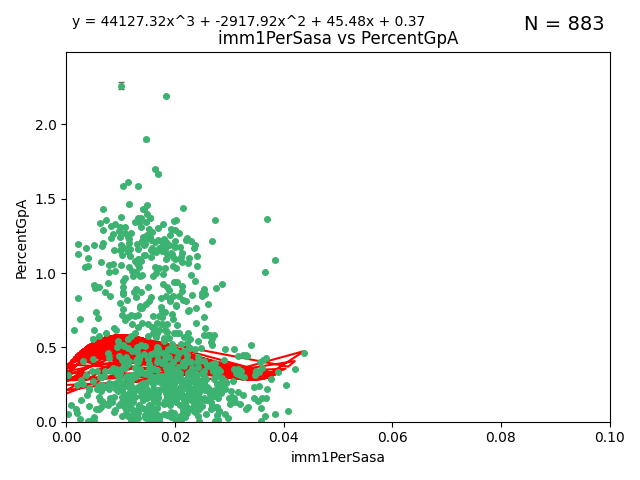 y = 44127.32x^3 + -2917.92x^2 + 45.48x + 0.37
N = 883
imm1PerSasa vs PercentGpA
PercentGpA
2.0
1.5
1.0
0.5
0.0
0.00 0.02 0.04 0.06 0.08 0.10
imm1PerSasa